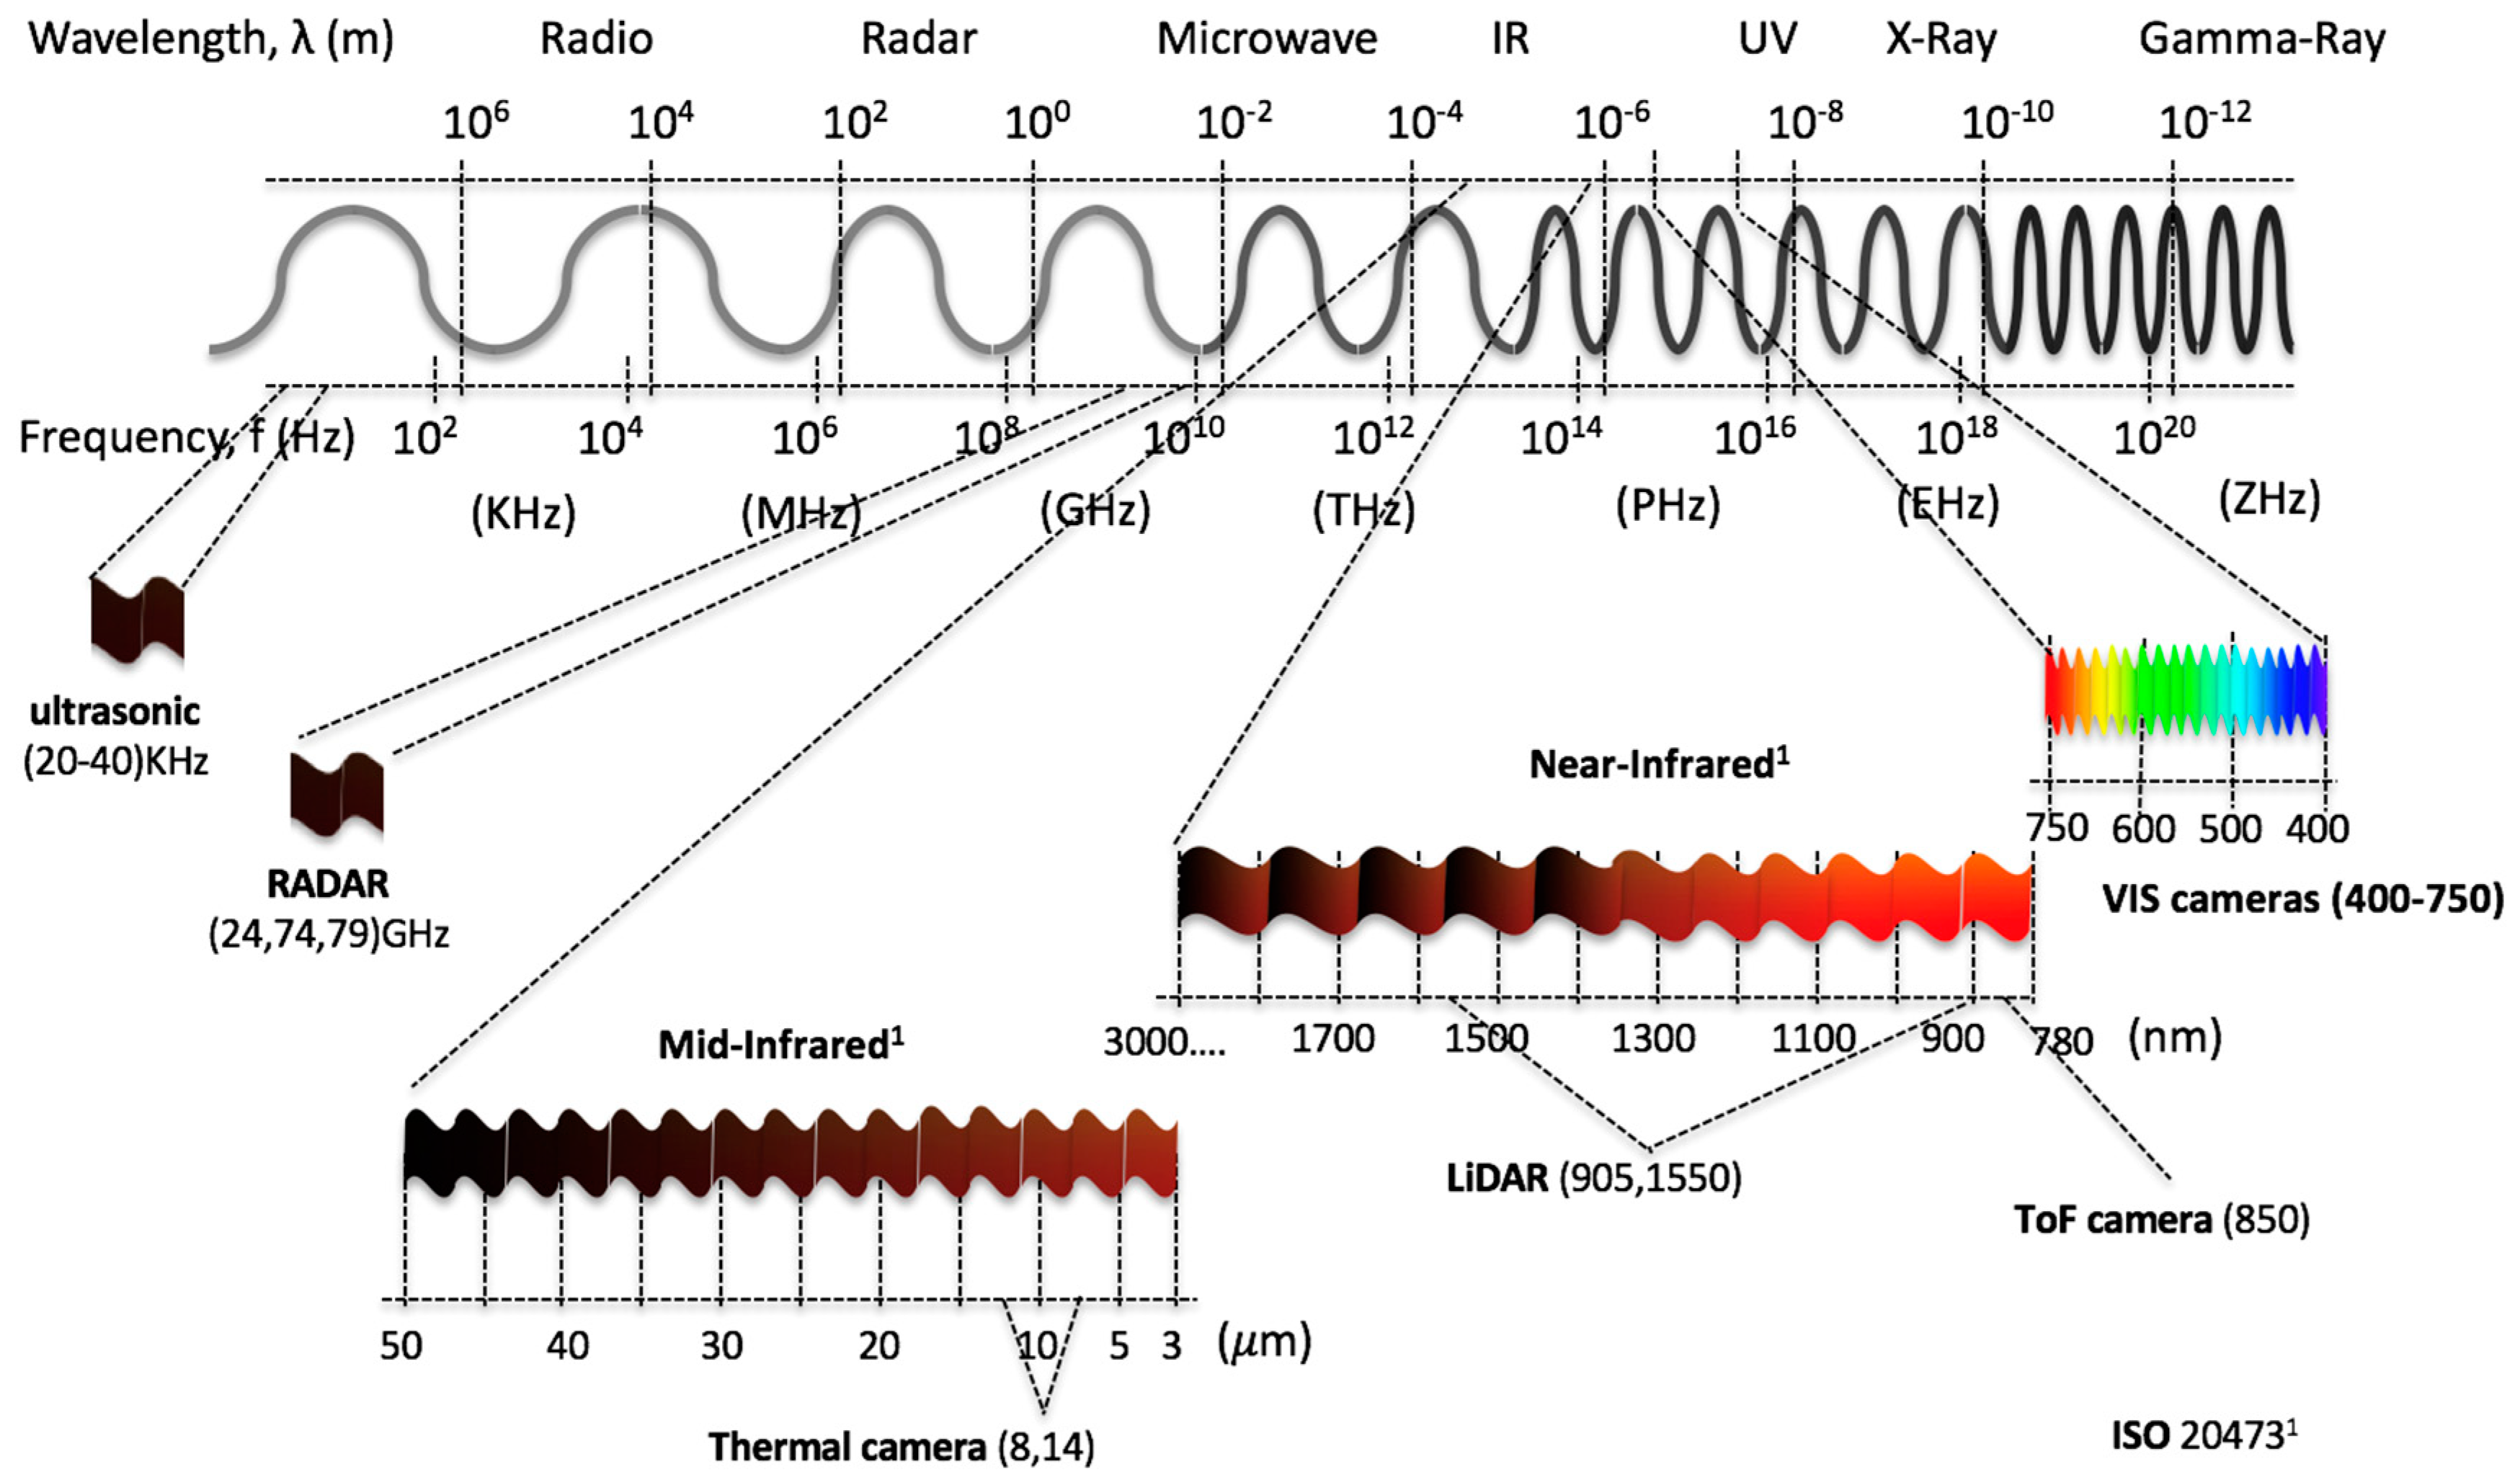 Wavelength, λ (m) Radio Radar Microwave IR UV X-Ray Gamma-Ray
10⁶ 10⁴ 10² 10⁰ 10⁻² 10⁻⁴ 10⁻⁶ 10⁻⁸ 10⁻¹⁰ 10⁻¹²
Frequency, f (Hz) 10² 10⁴ 10⁶ 10⁸ 10¹⁰ 10¹² 10¹⁴ 10¹⁶ 10¹⁸ 10²⁰
(KHz) (MHz) (GHz) (THz) (PHz) (EHz) (ZHz)
ultrasonic
(20-40)KHz
RADAR
(24,74,79)GHz
750 600 500 400
VIS cameras (400-750)
Near-Infrared¹
3000.... 1700 1500 1300 1100 900 780 (nm)
LiDAR (905,1550)
ToF camera (850)
Mid-Infrared¹
50 40 30 20 10 5 3 (μm)
Thermal camera (8,14)
ISO 20473¹